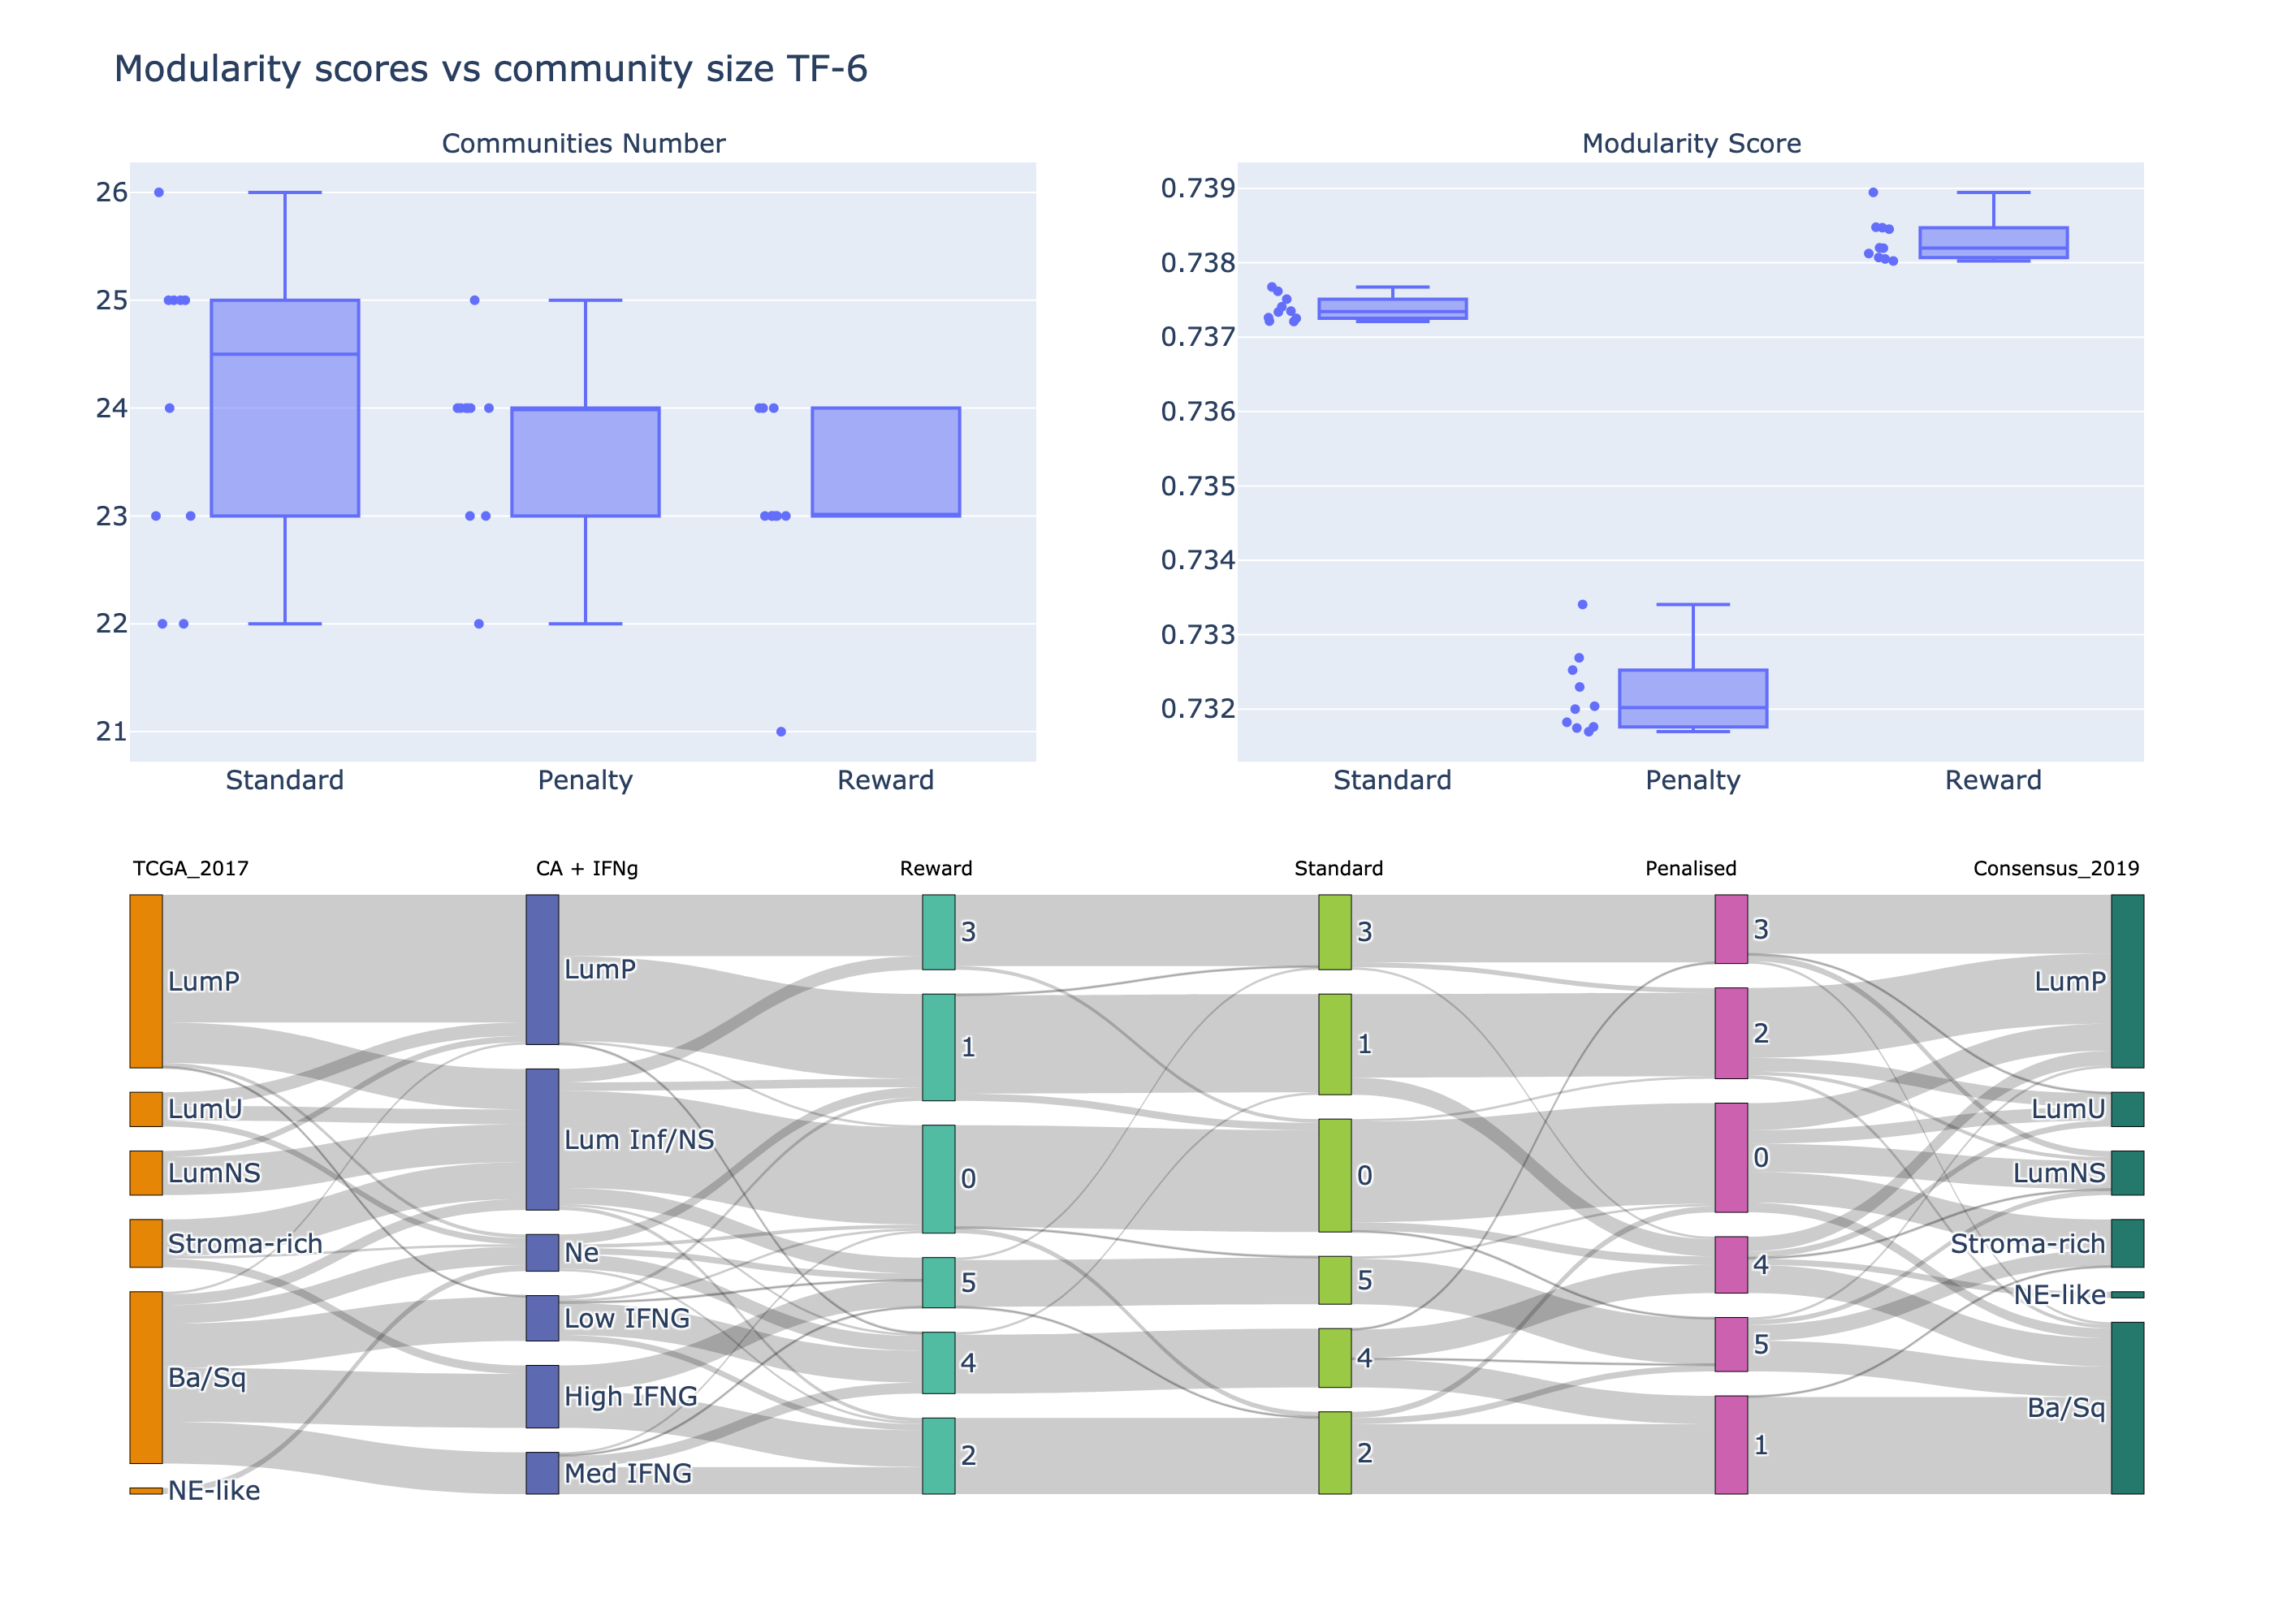 Modularity scores vs community size TF-6
Communities Number
26
25
24
23
22
21
Standard Penalty Reward
Modularity Score
0.739
0.738
0.737
0.736
0.735
0.734
0.733
0.732
Standard Penalty Reward
TCGA_2017 CA + IFNg Reward Standard Penalised Consensus_2019
LumP
LumU
LumNS
Stroma-rich
Ba/Sq
NE-like
LumP
Lum Inf/NS
Ne
Low IFNG
High IFNG
Med IFNG
3
1
0
5
4
2
3
1
0
5
4
2
3
2
0
4
5
1
LumP
LumU
LumNS
Stroma-rich
NE-like
Ba/Sq